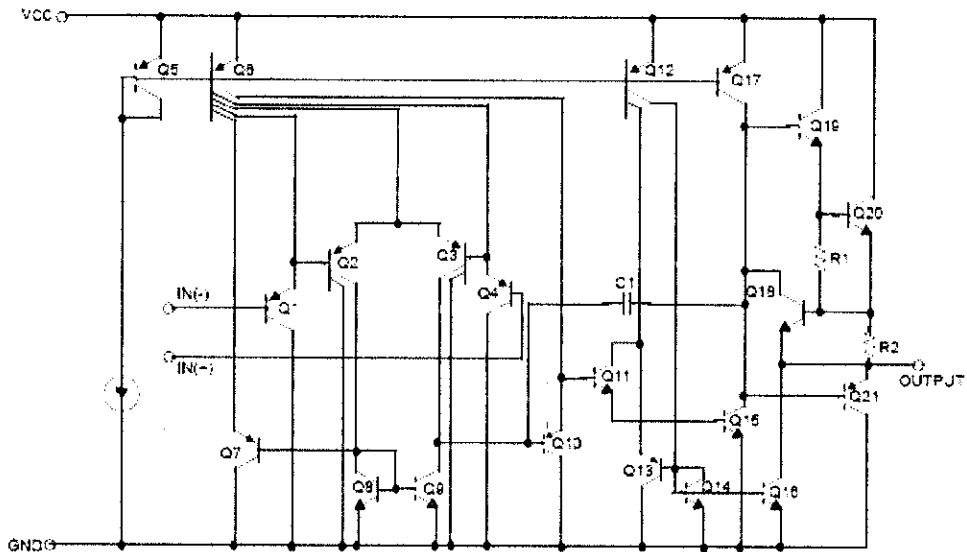 VCC
Q5
Q6
Q12
Q17
Q19
Q20
Q2
Q3
Q4
C1
R1
Q18
IN(-)
Q1
IN(+)
R2
OUTPUT
Q11
Q21
Q15
Q10
Q7
Q8
Q9
Q13
Q14
Q16
GND